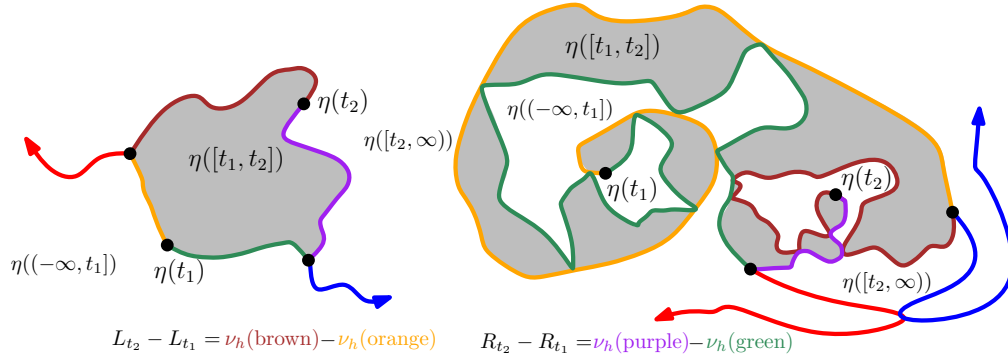 η(t₂)
η([t₁, t₂])
η((−∞, t₁])
η(t₁)
η([t₁, t₂])
η((−∞, t₁])
η([t₂, ∞))
η(t₁)
η(t₂)
η([t₂, ∞))
L_{t₂} − L_{t₁} = ν_h(brown)−ν_h(orange)
R_{t₂} − R_{t₁} = ν_h(purple)−ν_h(green)